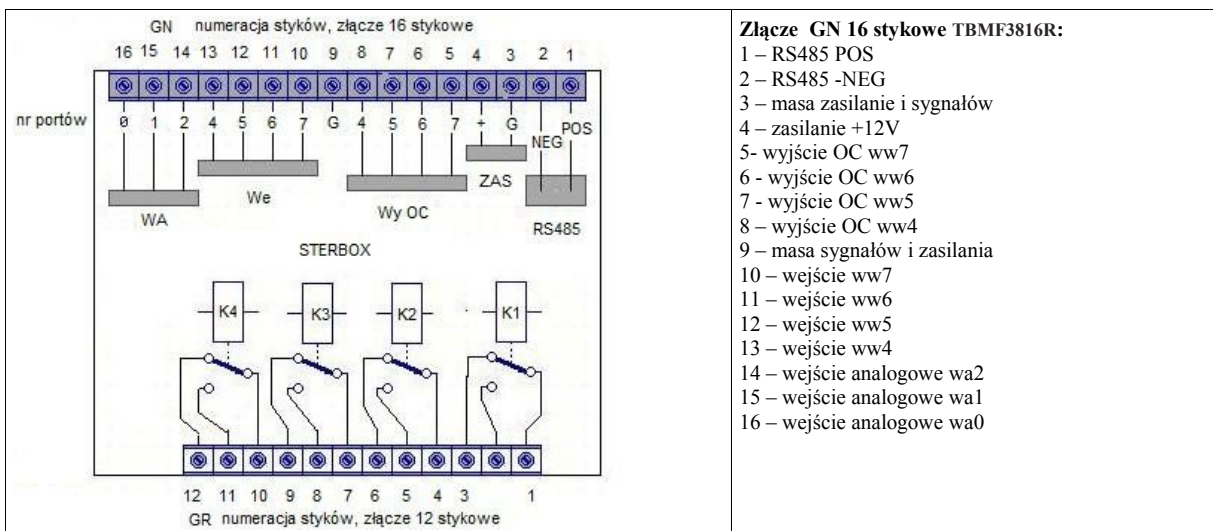 GN numeracja styków, złącze 16 stykowe
16 15 14 13 12 11 10 9 8 7 6 5 4 3 2 1
nr portów
0 1 2 4 5 6 7 G 4 5 6 7 + G NEG POS
WA
We
Wy OC
ZAS
RS485
STERBOX
K4 K3 K2 K1
12 11 10 9 8 7 6 5 4 3 1
GR numeracja styków, złącze 12 stykowe
Złącze GN 16 stykowe TBMF3816R:
1 – RS485 POS
2 – RS485 -NEG
3 – masa zasilanie i sygnałów
4 – zasilanie +12V
5- wyjście OC ww7
6 - wyjście OC ww6
7 - wyjście OC ww5
8 – wyjście OC ww4
9 – masa sygnałów i zasilania
10 – wejście ww7
11 – wejście ww6
12 – wejście ww5
13 – wejście ww4
14 – wejście analogowe wa2
15 – wejście analogowe wa1
16 – wejście analogowe wa0